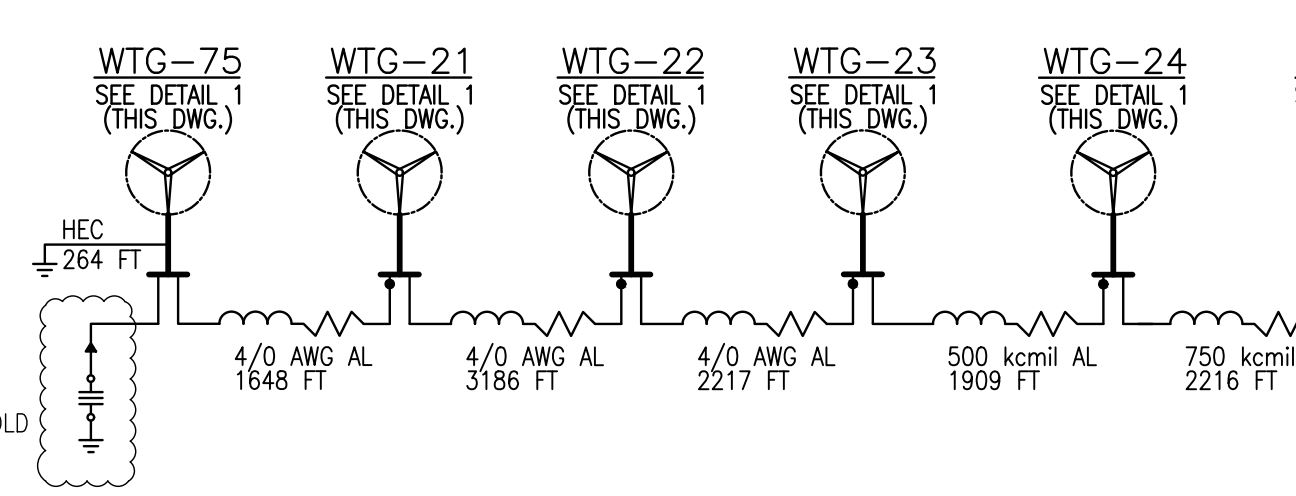 WTG-75
SEE DETAIL 1
(THIS DWG.)
WTG-21
SEE DETAIL 1
(THIS DWG.)
WTG-22
SEE DETAIL 1
(THIS DWG.)
WTG-23
SEE DETAIL 1
(THIS DWG.)
WTG-24
SEE DETAIL 1
(THIS DWG.)
HEC
264 FT
4/0 AWG AL
1648 FT
4/0 AWG AL
3186 FT
4/0 AWG AL
2217 FT
500 kcmil AL
1909 FT
750 kcmil
2216 FT